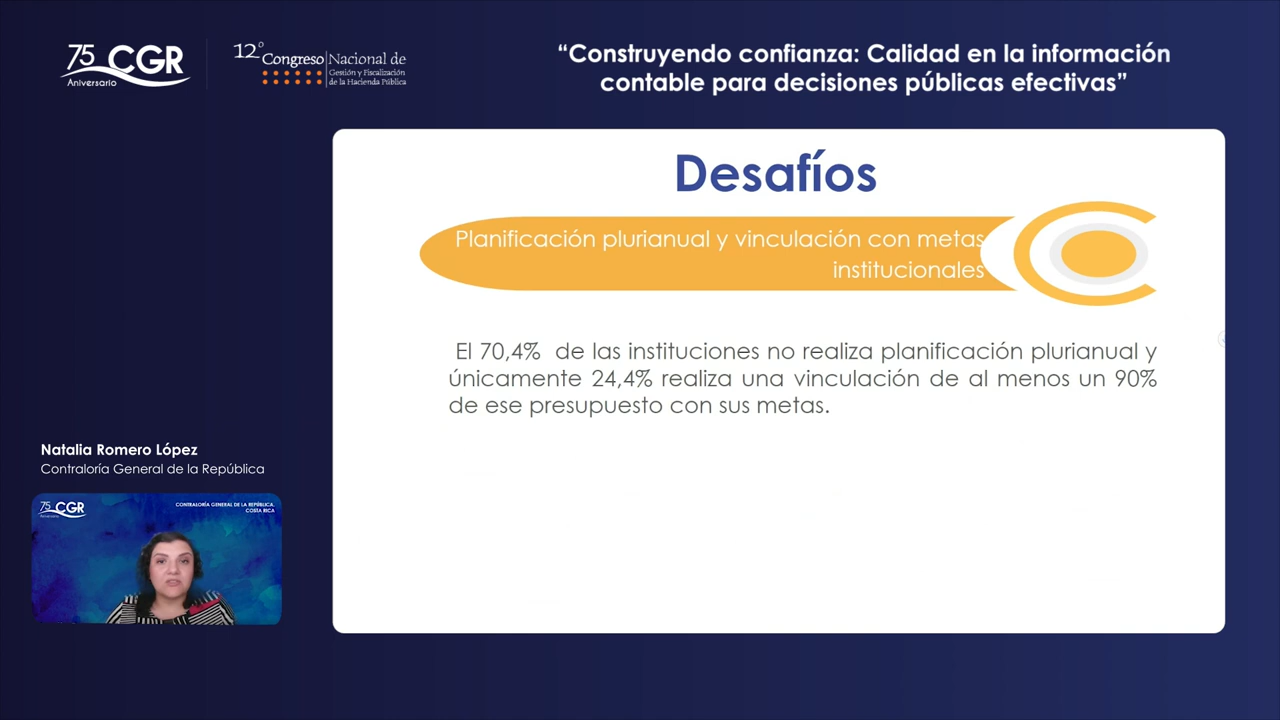 75 CGR
Aniversario
12° Congreso Nacional de
Gestión y Fiscalización
de la Hacienda Pública
“Construyendo confianza: Calidad en la información
contable para decisiones públicas efectivas”
Desafíos
Planificación plurianual y vinculación con metas
institucionales
El 70,4% de las instituciones no realiza planificación plurianual y
únicamente 24,4% realiza una vinculación de al menos un 90%
de ese presupuesto con sus metas.
Natalia Romero López
Contraloría General de la República
75 CGR
Aniversario
CONTRALORÍA GENERAL DE LA REPÚBLICA,
COSTA RICA